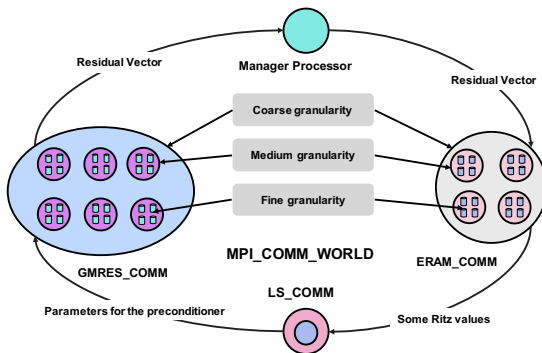 Residual Vector
Manager Processor
Residual Vector
Coarse granularity
Medium granularity
Fine granularity
MPI_COMM_WORLD
GMRES_COMM
ERAM_COMM
LS_COMM
Parameters for the preconditioner
Some Ritz values